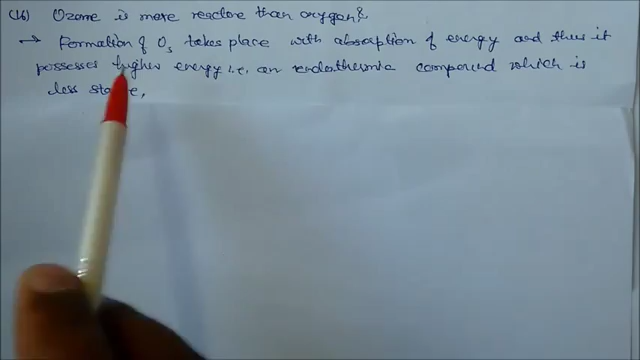 (16) Ozone is more reactive than oxygen?
→ Formation of O3 takes place with absorption of energy and thus it
possesses higher energy i.e, an endothermic compound which is
less stable,